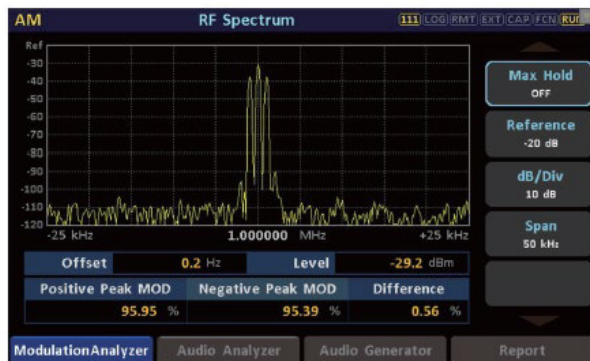 AM RF Spectrum 111 LOG RMT EXT CAP FCN RUN
Ref
-30
-40
-50
-60
-70
-80
-90
-100
-110
-120
-25 kHz 1.000000 MHz +25 kHz
Max Hold
OFF
Reference
-20 dB
dB/Div
10 dB
Span
50 kHz
Offset 0.2 Hz Level -29.2 dBm
Positive Peak MOD Negative Peak MOD Difference
95.95 % 95.39 % 0.56 %
ModulationAnalyzer Audio Analyzer Audio Generator Report